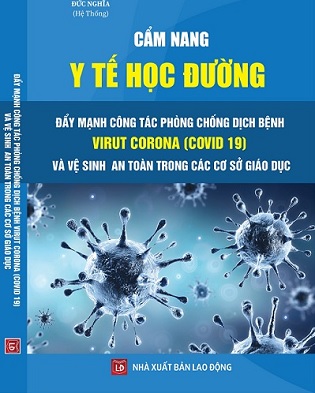 ĐỨC NGHĨA
(Hệ Thống)
CẨM NANG
Y TẾ HỌC ĐƯỜNG
ĐẨY MẠNH CÔNG TÁC PHÒNG CHỐNG DỊCH BỆNH
VIRUT CORONA (COVID 19)
VÀ VỆ SINH AN TOÀN TRONG CÁC CƠ SỞ GIÁO DỤC
LĐ
NHÀ XUẤT BẢN LAO ĐỘNG
ĐẨY MẠNH CÔNG TÁC PHÒNG CHỐNG DỊCH BỆNH VIRUT CORONA (COVID 19)
VÀ VỆ SINH AN TOÀN TRONG CÁC CƠ SỞ GIÁO DỤC